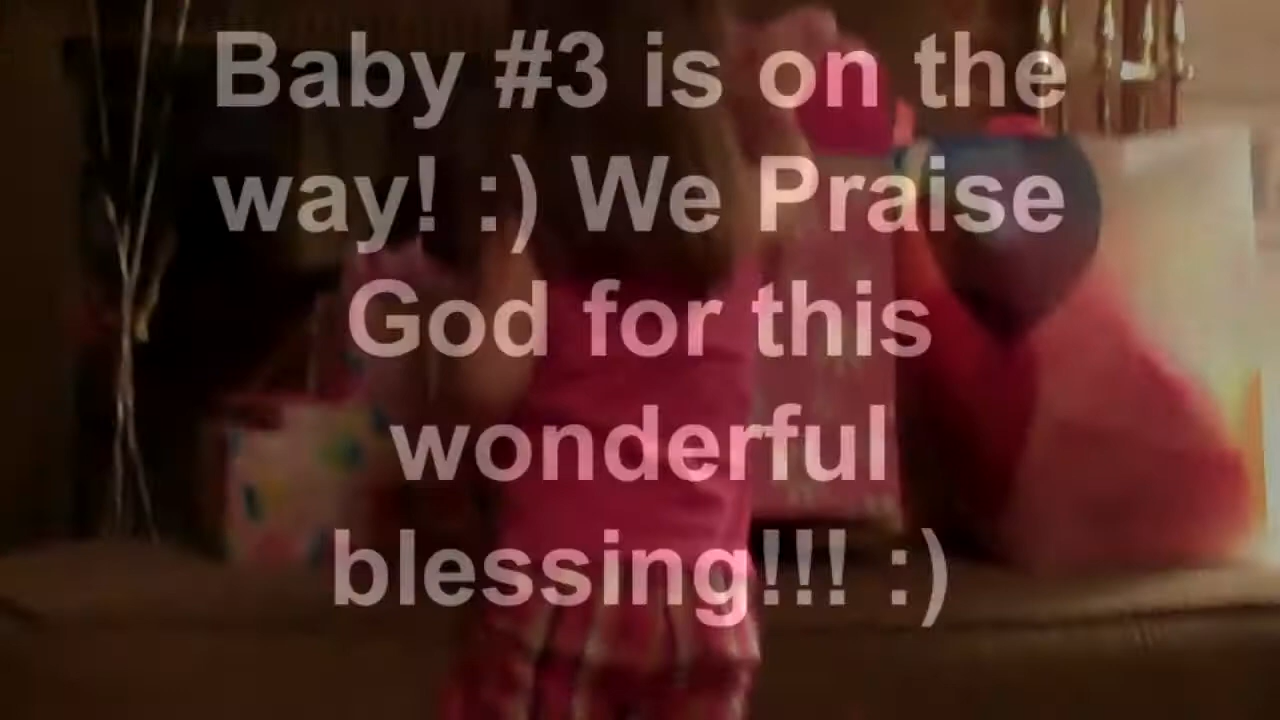 Baby #3 is on the
way! :) We Praise
God for this
wonderful
blessing!!! :)